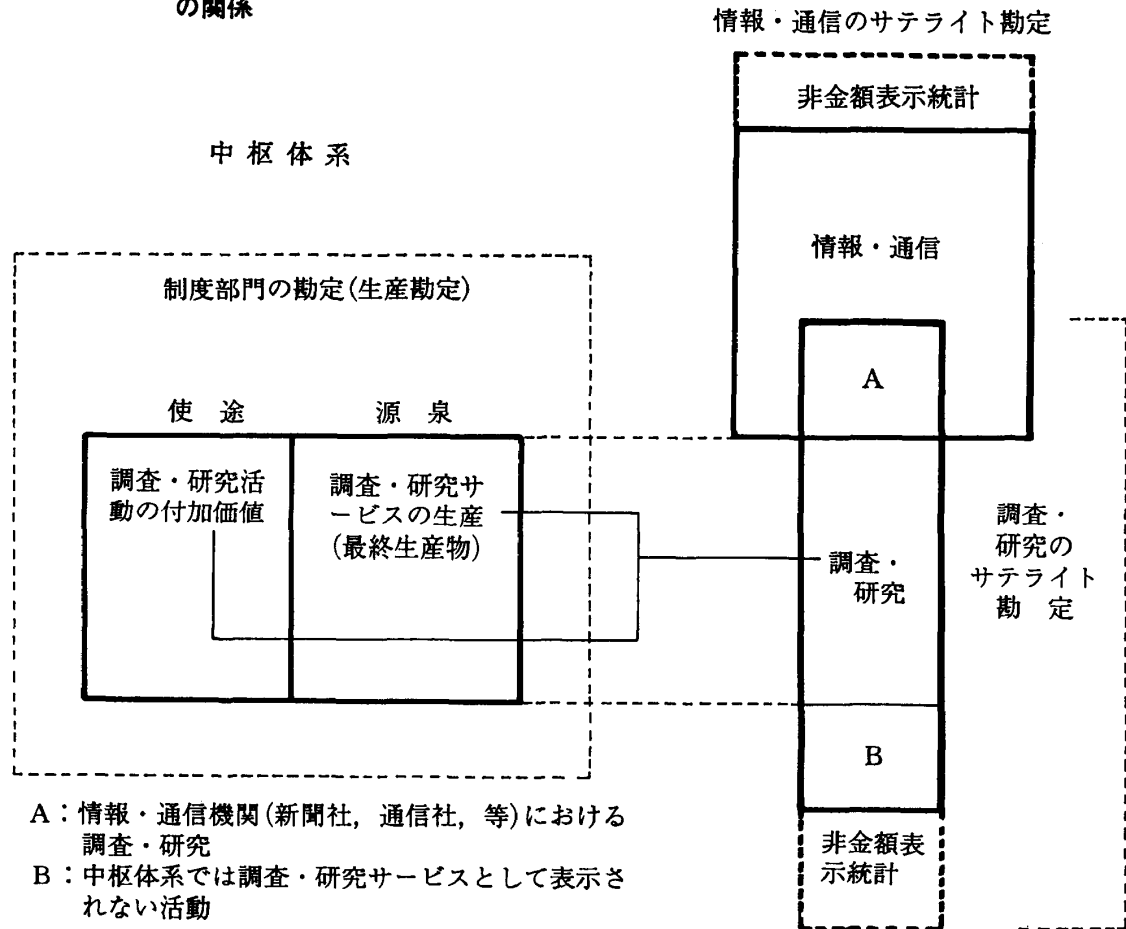 の関係
情報・通信のサテライト勘定
非金額表示統計
中枢体系
情報・通信
制度部門の勘定(生産勘定)
A
使途
源泉
調査・研究活
動の付加価値
調査・研究サ
ービスの生産
(最終生産物)
調査・
研究
調査・
研究の
サテライト
勘定
B
非金額表
示統計
A:情報・通信機関(新聞社,通信社,等)における
調査・研究
B:中枢体系では調査・研究サービスとして表示さ
れない活動